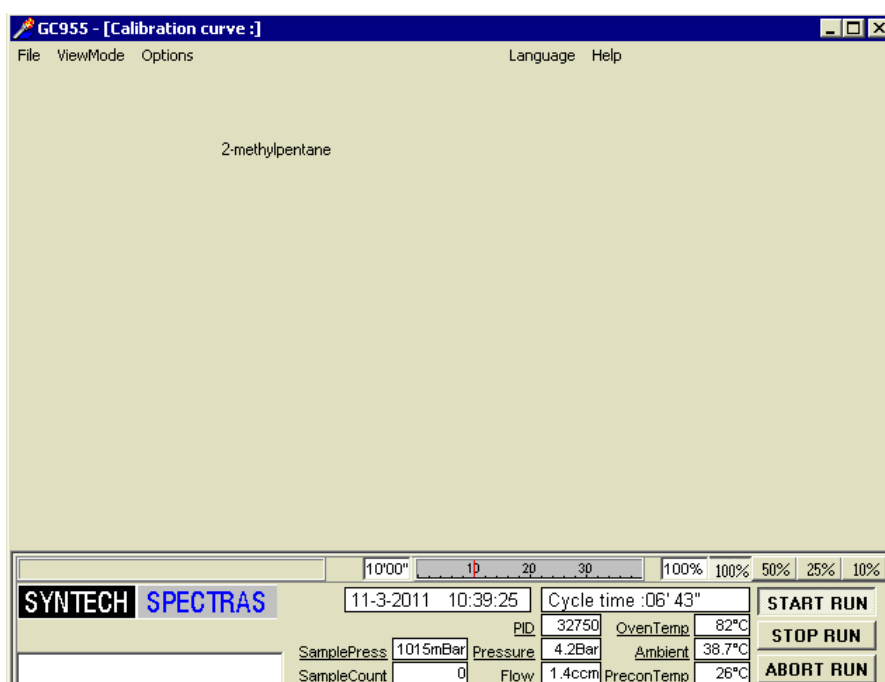 GC955 - [Calibration curve :]
File ViewMode Options Language Help
2-methylpentane
10'00" 10 20 30 100% 100% 50% 25% 10%
SYNTECH SPECTRAS 11-3-2011 10:39:25 Cycle time :06' 43" START RUN
PID 32750 OvenTemp 82°C STOP RUN
SamplePress 1015mBar Pressure 4.2Bar Ambient 38.7°C
SampleCount 0 Flow 1.4ccm PreconTemp 26°C ABORT RUN